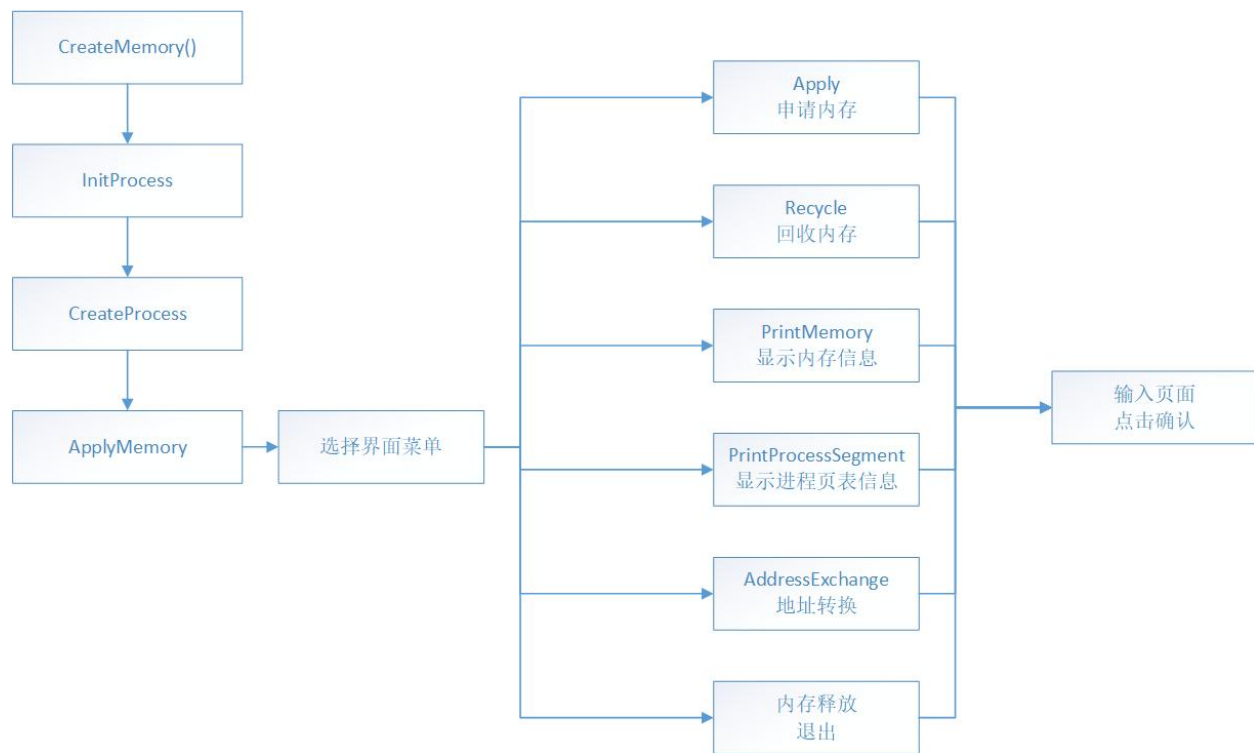 CreateMemory()
InitProcess
CreateProcess
ApplyMemory
选择界面菜单
Apply
申请内存
Recycle
回收内存
PrintMemory
显示内存信息
PrintProcessSegment
显示进程页表信息
AddressExchange
地址转换
内存释放
退出
输入页面
点击确认